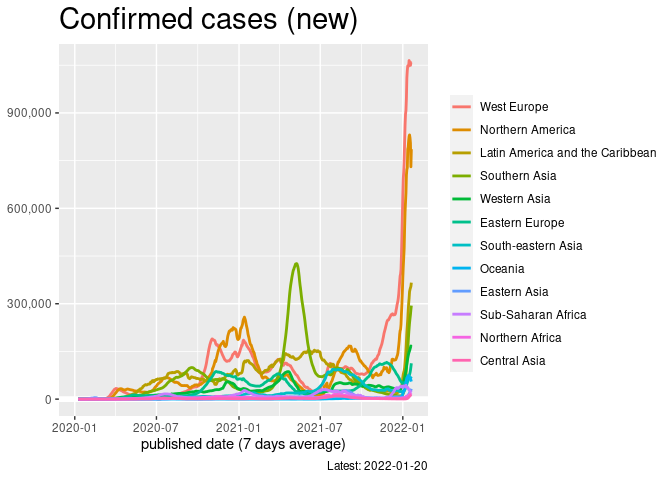 Confirmed cases (new)
900,000
600,000
300,000
0
2020-01 2020-07 2021-01 2021-07 2022-01
published date (7 days average)
Latest: 2022-01-20
West Europe
Northern America
Latin America and the Caribbean
Southern Asia
Western Asia
Eastern Europe
South-eastern Asia
Oceania
Eastern Asia
Sub-Saharan Africa
Northern Africa
Central Asia